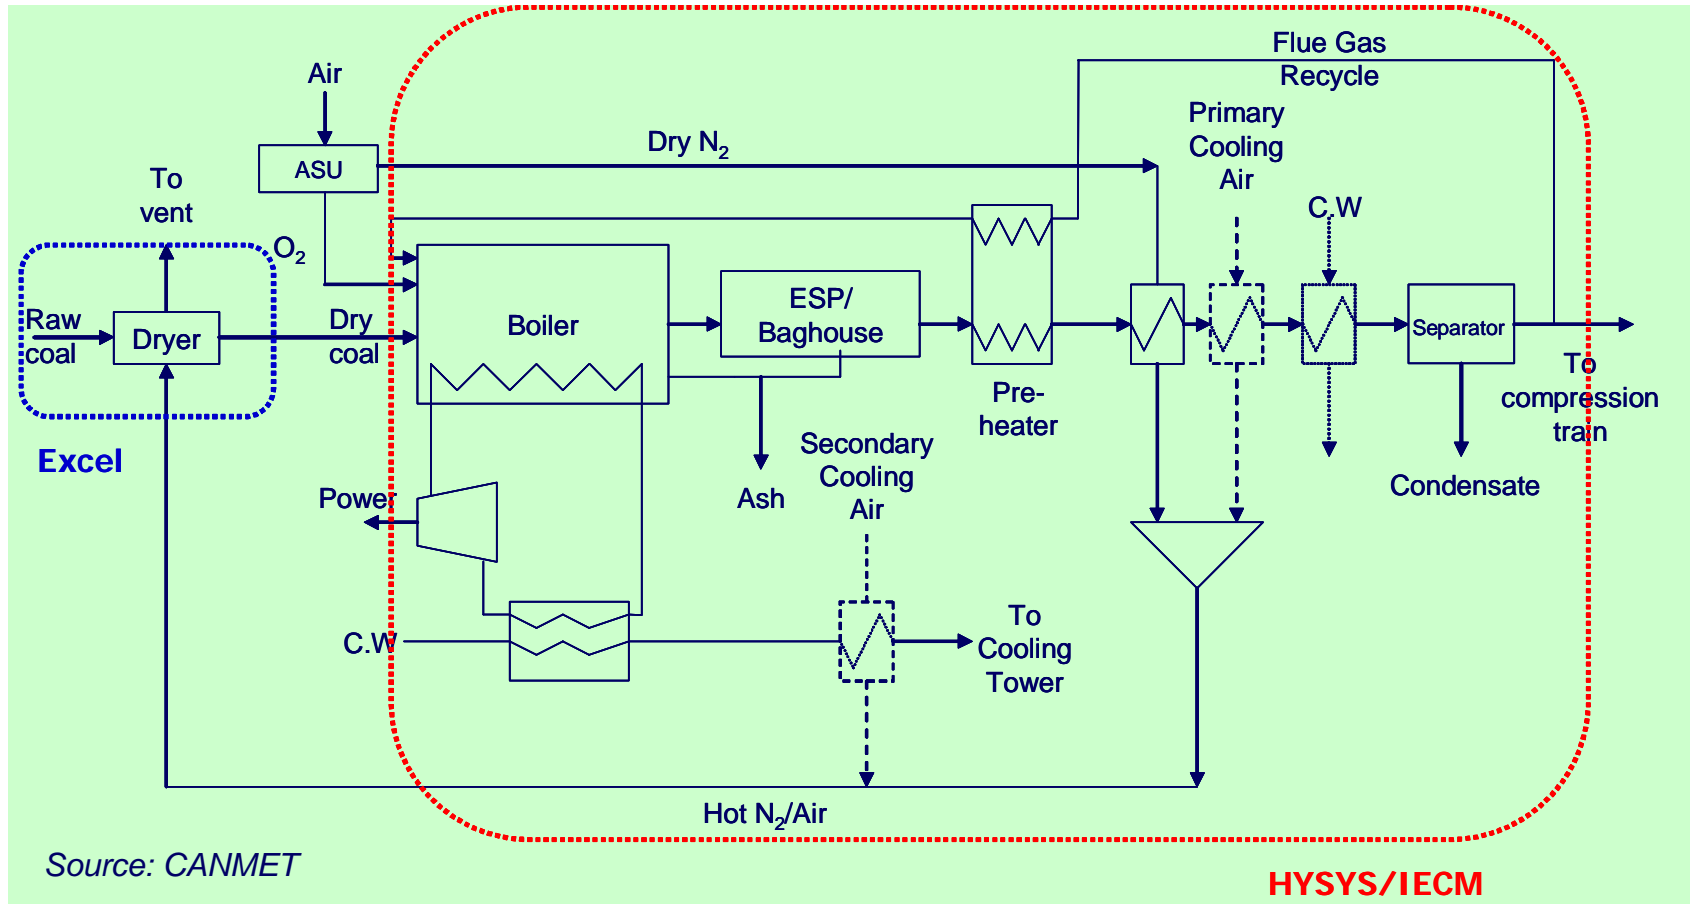 Flue Gas
Recycle
Air
Primary
Cooling
Air
Dry N₂
ASU
To
vent
C.W
O₂
Raw
coal
Dryer
Dry
coal
Boiler
ESP/
Baghouse
Separator
To
compression
train
Pre-
heater
Excel
Secondary
Cooling
Air
Power
Ash
Condensate
C.W
To
Cooling
Tower
Hot N₂/Air
Source: CANMET
HYSYS/IECM